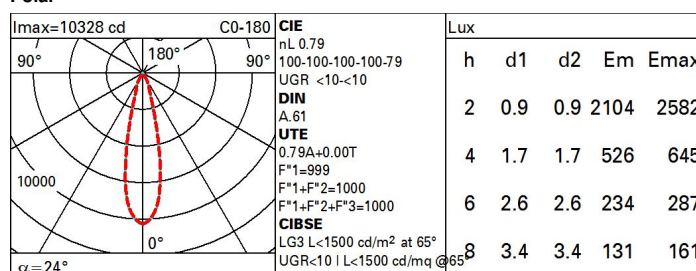 Imax=10328 cd C0-180
90° 180° 90°
10000
0°
α=24°
CIE
nL 0.79
100-100-100-100-79
UGR <10-<10
DIN
A.61
UTE
0.79A+0.00T
F"1=999
F"1+F"2=1000
F"1+F"2+F"3=1000
CIBSE
LG3 L<1500 cd/m² at 65°
UGR<10 | L<1500 cd/mq @65°
Lux
h d1 d2 Em Emax
2 0.9 0.9 2104 2582
4 1.7 1.7 526 645
6 2.6 2.6 234 287
8 3.4 3.4 131 161